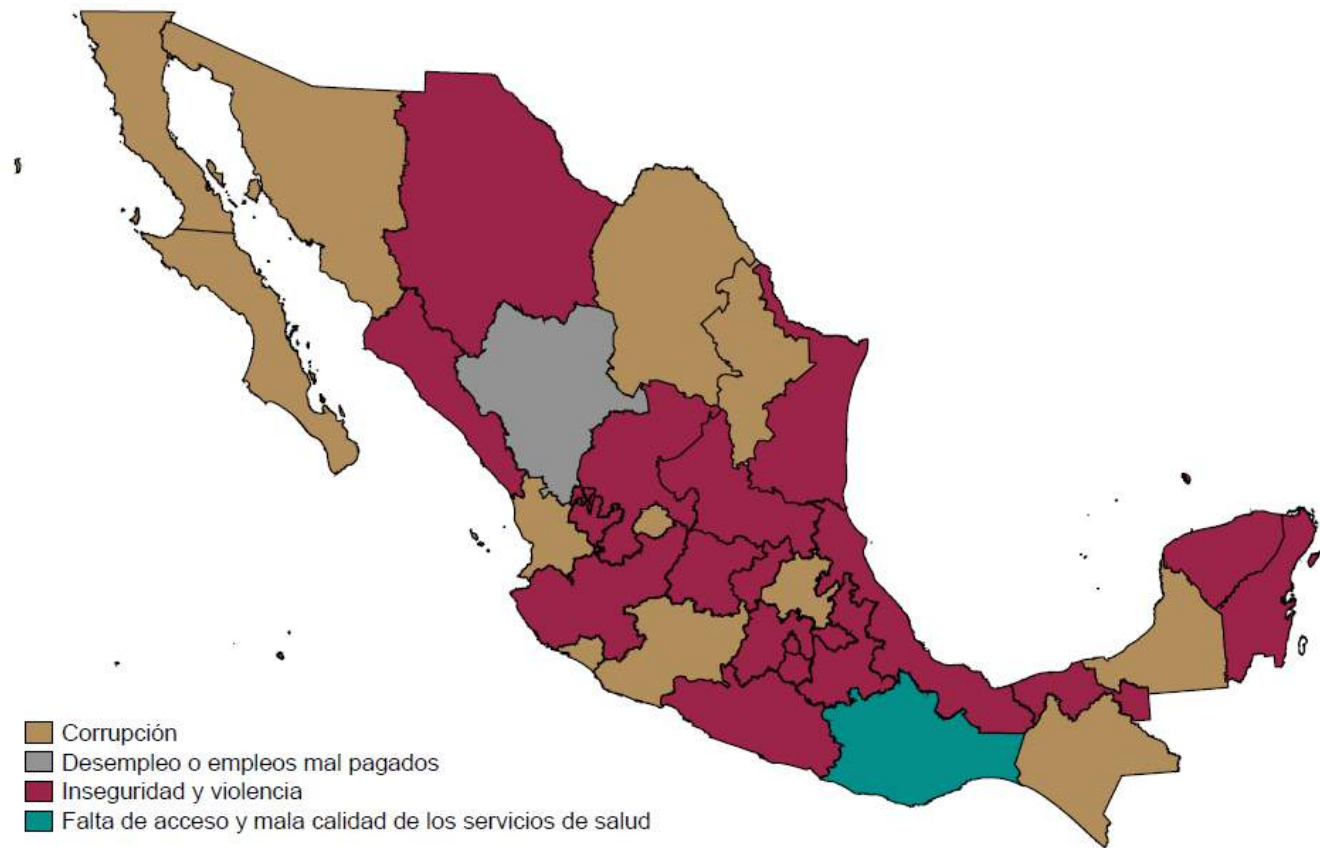 Corrupción
Desempleo o empleos mal pagados
Inseguridad y violencia
Falta de acceso y mala calidad de los servicios de salud